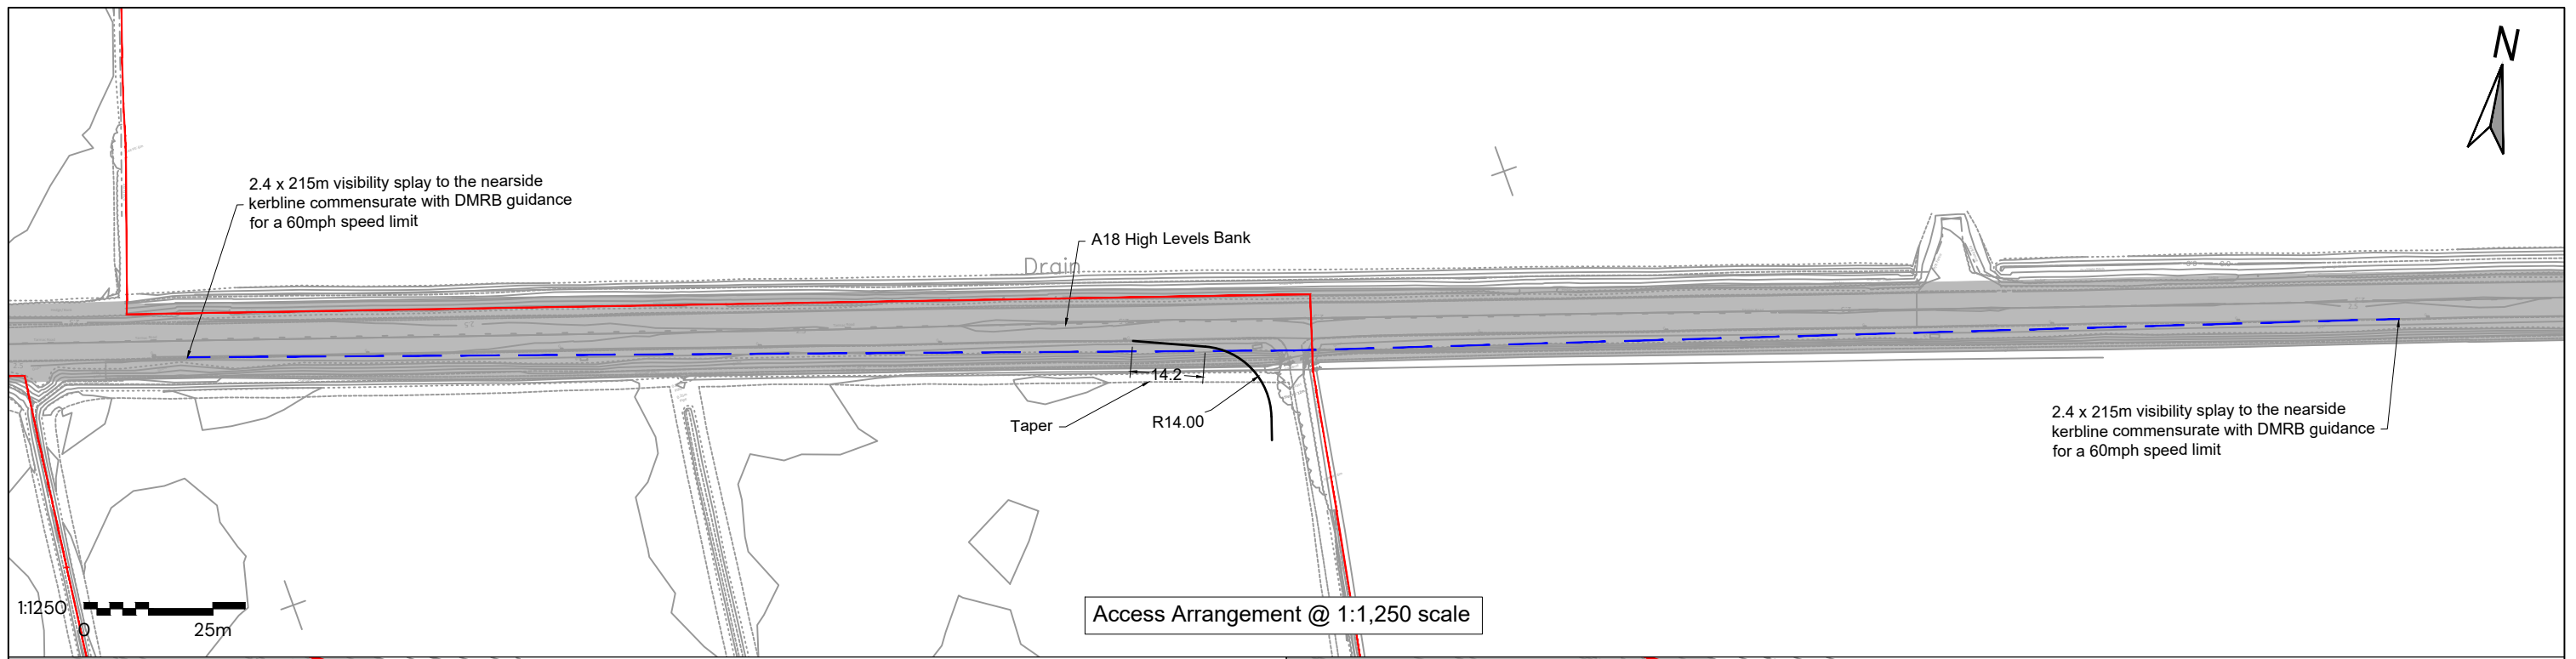 N
2.4 x 215m visibility splay to the nearside
kerbline commensurate with DMRB guidance
for a 60mph speed limit
A18 High Levels Bank
Drain
14.2
Taper
R14.00
2.4 x 215m visibility splay to the nearside
kerbline commensurate with DMRB guidance
for a 60mph speed limit
1:1250
0
25m
Access Arrangement @ 1:1,250 scale